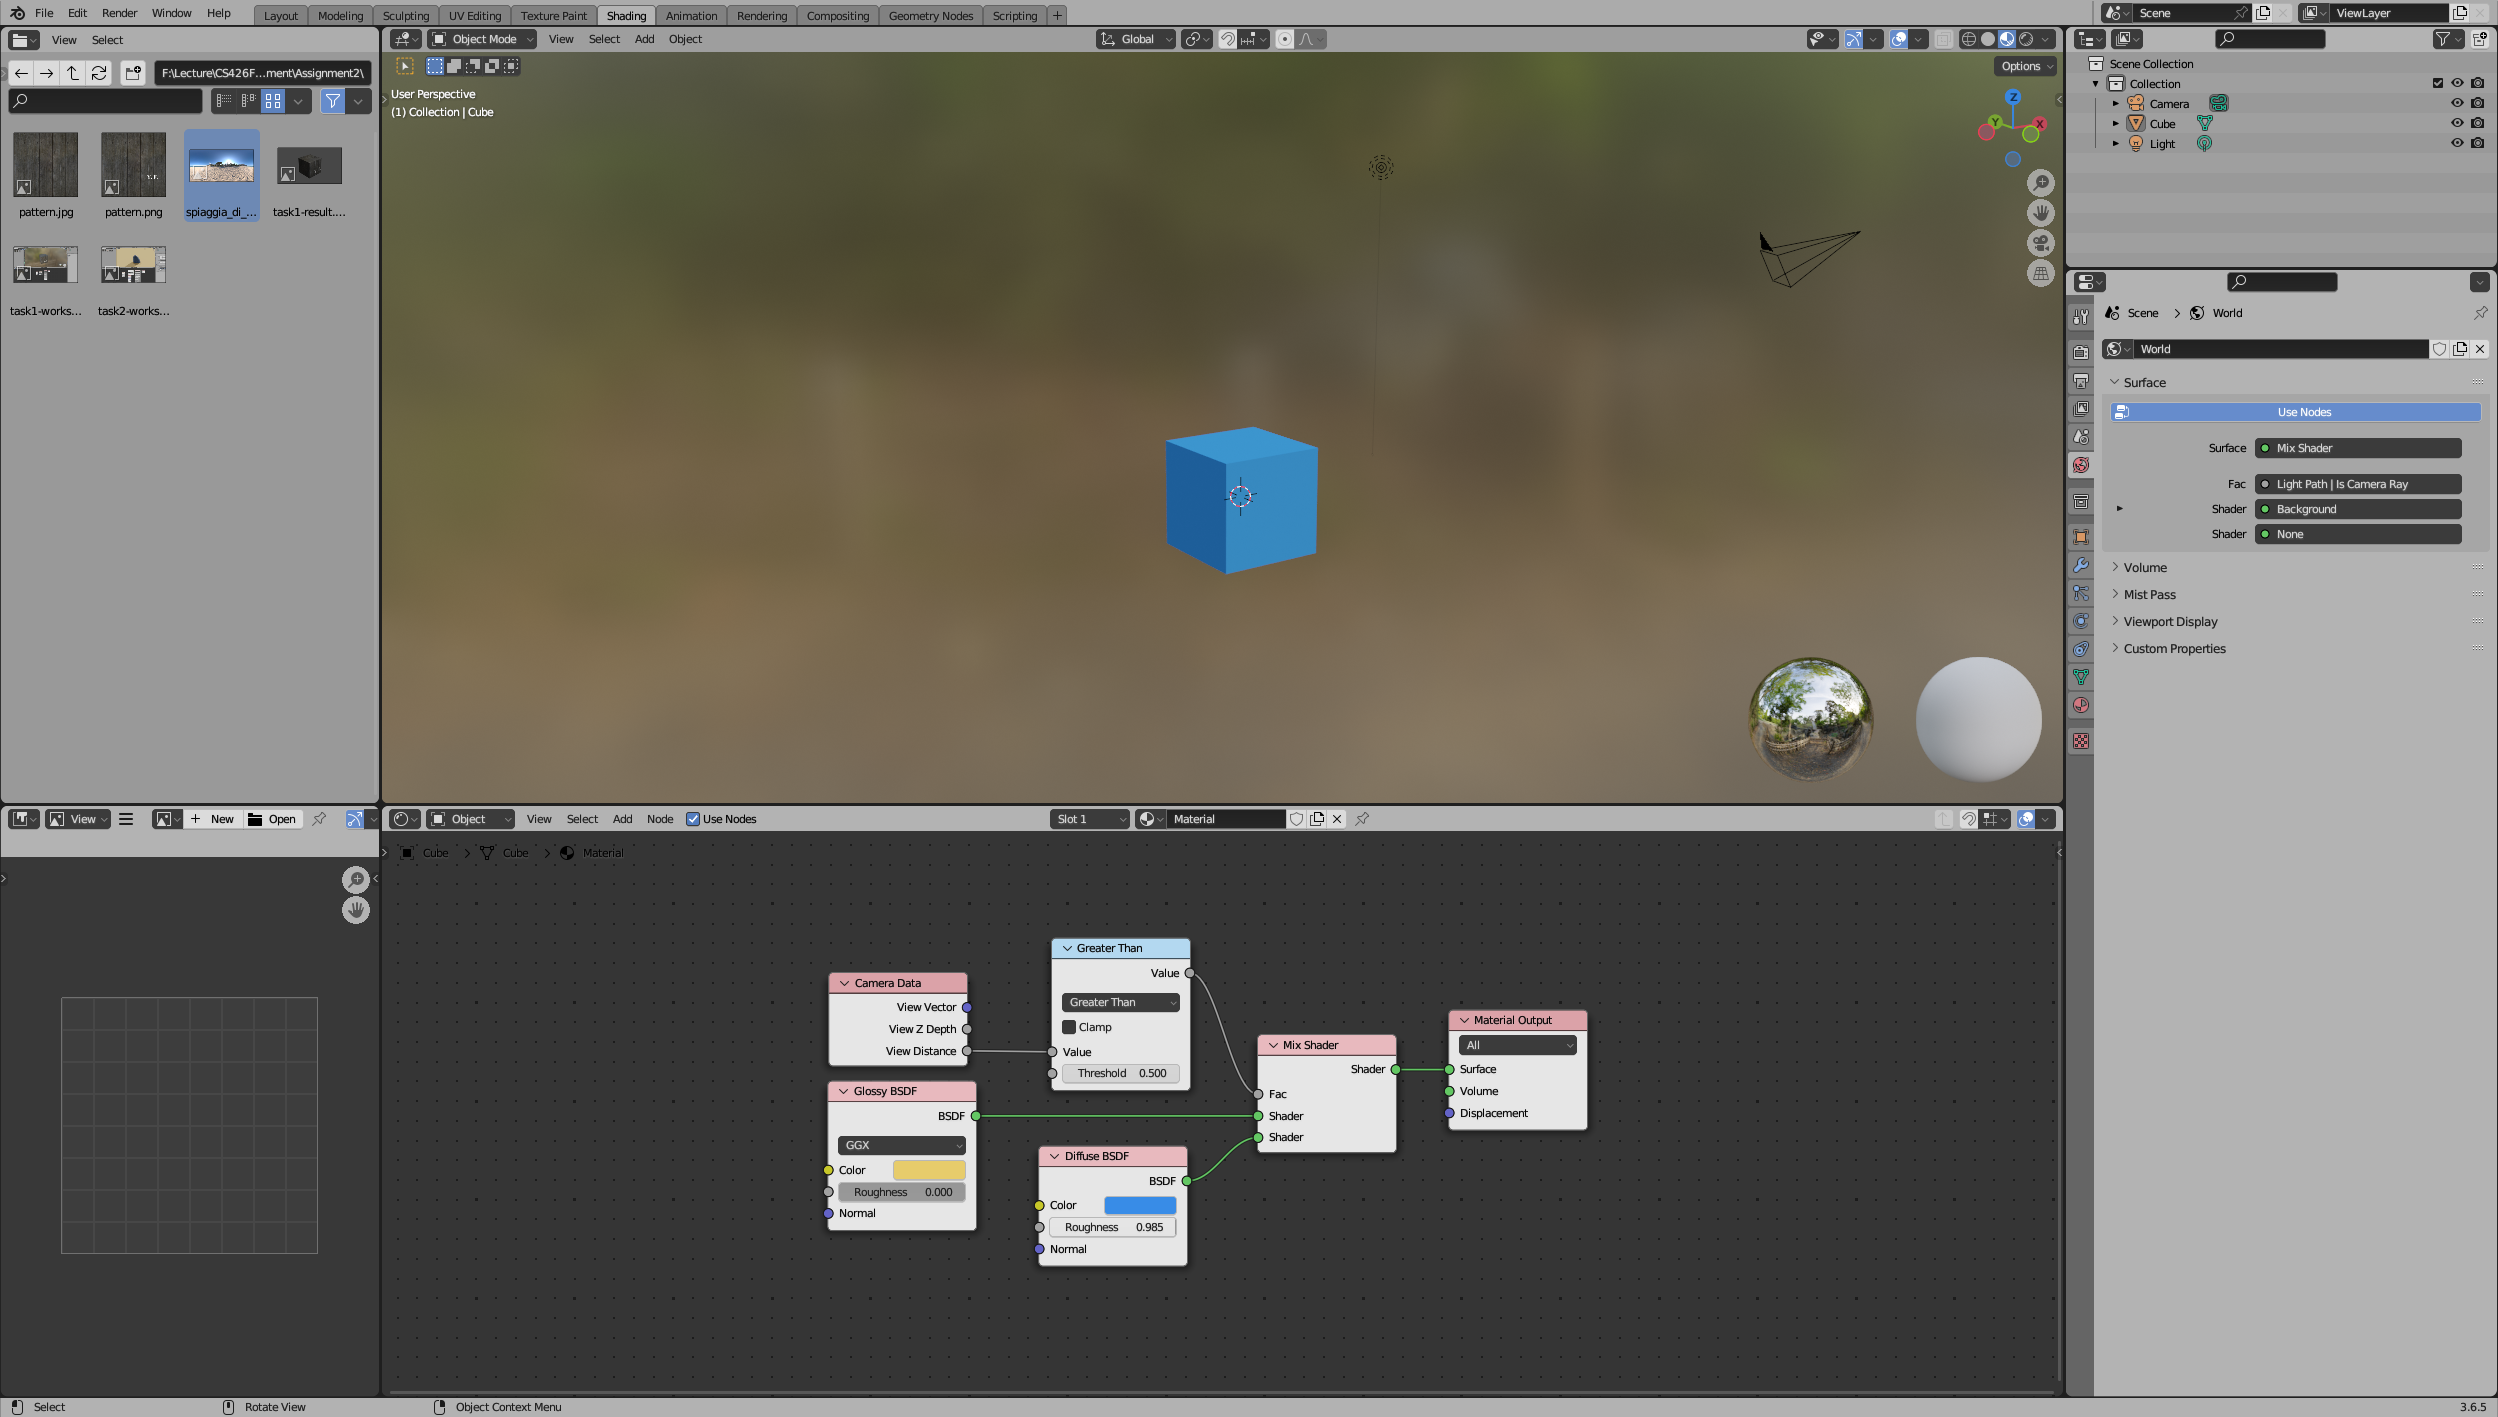 File Edit Render Window Help Layout Modeling Sculpting UV Editing Texture Paint Shading Animation Rendering Compositing Geometry Nodes Scripting + Scene ViewLayer
View Select
Object Mode View Select Add Object Global
F:\Lecture\CS426F...ment\Assignment2\
Options
User Perspective
(1) Collection | Cube
Z
Y
X
pattern.jpg pattern.png spiaggia_di_... task1-result....
task1-works... task2-works...
Scene Collection
Collection
Camera
Cube
Light
Scene > World
World
Surface
Use Nodes
Surface Mix Shader
Fac Light Path | Is Camera Ray
Shader Background
Shader None
Volume
Mist Pass
Viewport Display
Custom Properties
View + New Open
Object View Select Add Node Use Nodes Slot 1 Material
Cube > Cube > Material
Camera Data
View Vector
View Z Depth
View Distance
Greater Than
Value
Greater Than
Clamp
Value
Threshold 0.500
Glossy BSDF
BSDF
GGX
Color
Roughness 0.000
Normal
Diffuse BSDF
BSDF
Color
Roughness 0.985
Normal
Mix Shader
Shader
Fac
Shader
Shader
Material Output
All
Surface
Volume
Displacement
Select Rotate View Object Context Menu 3.6.5